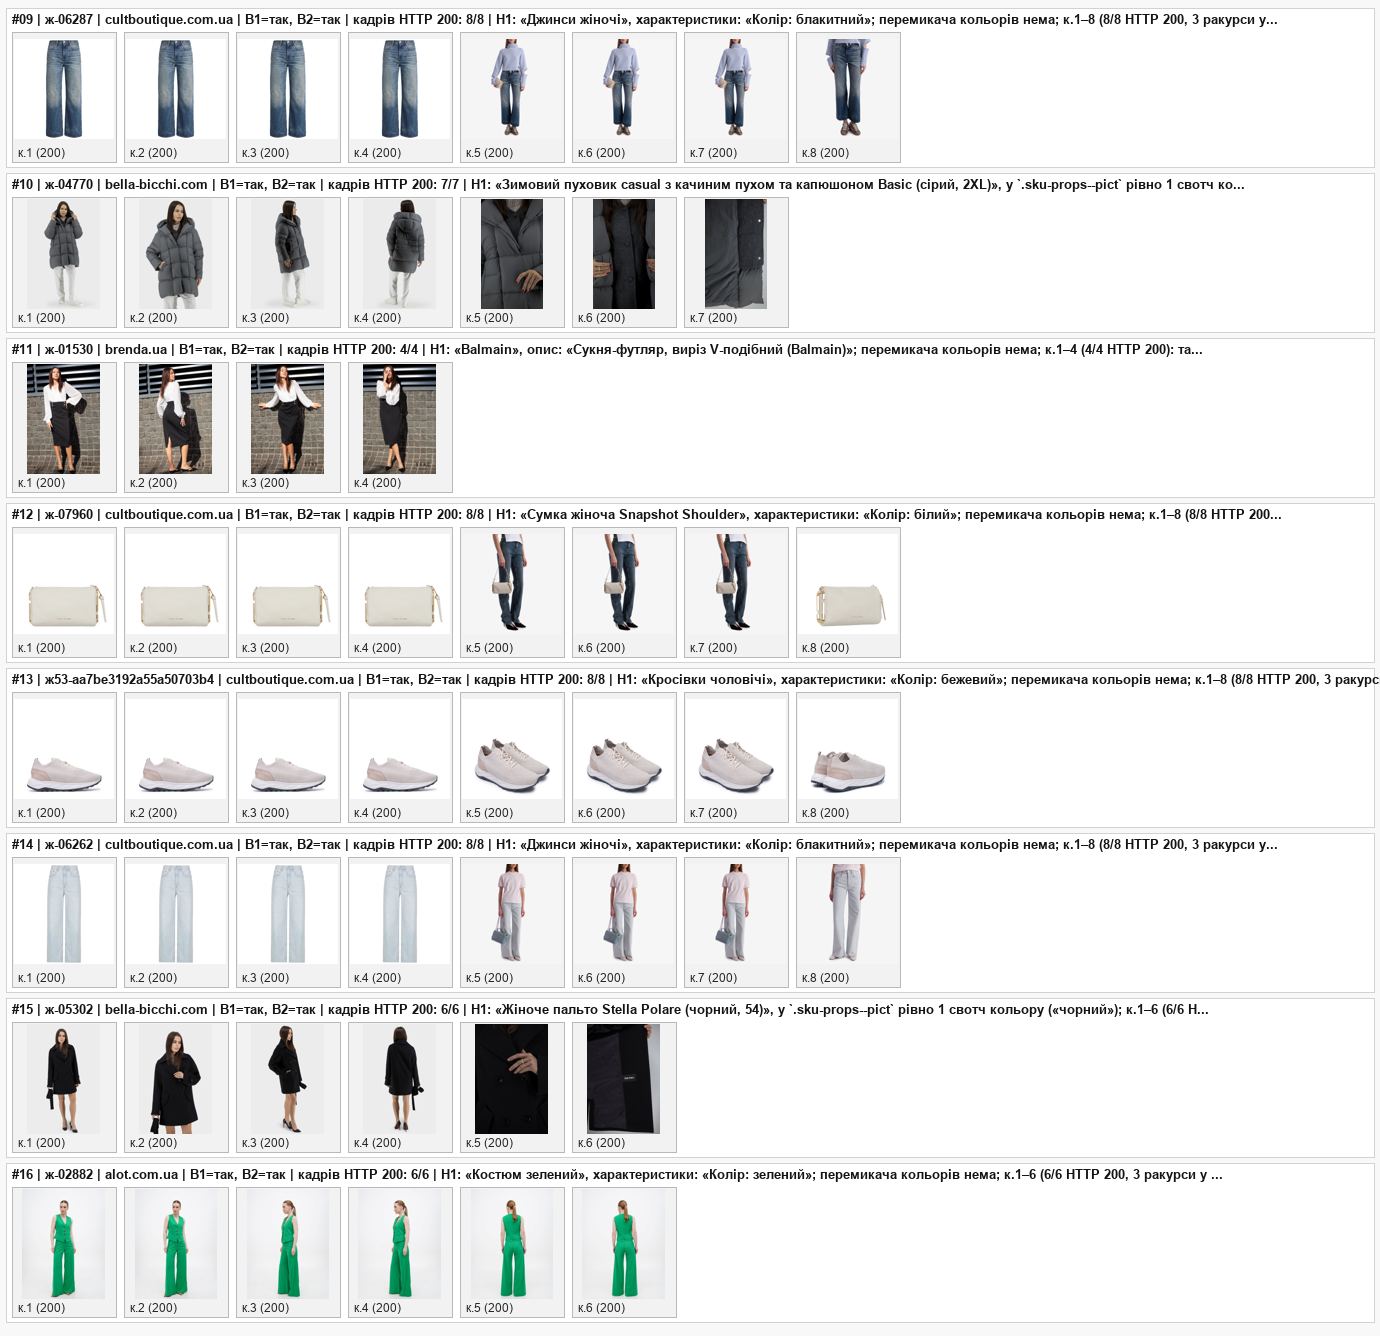 #09 | ж-06287 | cultboutique.com.ua | B1=так, B2=так | кадрів HTTP 200: 8/8 | H1: «Джинси жіночі», характеристики: «Колір: блакитний»; перемикача кольорів нема; к.1–8 (8/8 HTTP 200, 3 ракурси у...
к.1 (200) к.2 (200) к.3 (200) к.4 (200) к.5 (200) к.6 (200) к.7 (200) к.8 (200)
#10 | ж-04770 | bella-bicchi.com | B1=так, B2=так | кадрів HTTP 200: 7/7 | H1: «Зимовий пуховик casual з качиним пухом та капюшоном Basic (сірий, 2XL)», у `.sku-props--pict` рівно 1 свотч ко...
к.1 (200) к.2 (200) к.3 (200) к.4 (200) к.5 (200) к.6 (200) к.7 (200)
#11 | ж-01530 | brenda.ua | B1=так, B2=так | кадрів HTTP 200: 4/4 | H1: «Balmain», опис: «Сукня-футляр, виріз V-подібний (Balmain)»; перемикача кольорів нема; к.1–4 (4/4 HTTP 200): та...
к.1 (200) к.2 (200) к.3 (200) к.4 (200)
#12 | ж-07960 | cultboutique.com.ua | B1=так, B2=так | кадрів HTTP 200: 8/8 | H1: «Сумка жіноча Snapshot Shoulder», характеристики: «Колір: білий»; перемикача кольорів нема; к.1–8 (8/8 HTTP 200...
к.1 (200) к.2 (200) к.3 (200) к.4 (200) к.5 (200) к.6 (200) к.7 (200) к.8 (200)
#13 | ж53-aa7be3192a55a50703b4 | cultboutique.com.ua | B1=так, B2=так | кадрів HTTP 200: 8/8 | H1: «Кросівки чоловічі», характеристики: «Колір: бежевий»; перемикача кольорів нема; к.1–8 (8/8 HTTP 200, 3 ракурс
к.1 (200) к.2 (200) к.3 (200) к.4 (200) к.5 (200) к.6 (200) к.7 (200) к.8 (200)
#14 | ж-06262 | cultboutique.com.ua | B1=так, B2=так | кадрів HTTP 200: 8/8 | H1: «Джинси жіночі», характеристики: «Колір: блакитний»; перемикача кольорів нема; к.1–8 (8/8 HTTP 200, 3 ракурси у...
к.1 (200) к.2 (200) к.3 (200) к.4 (200) к.5 (200) к.6 (200) к.7 (200) к.8 (200)
#15 | ж-05302 | bella-bicchi.com | B1=так, B2=так | кадрів HTTP 200: 6/6 | H1: «Жіноче пальто Stella Polare (чорний, 54)», у `.sku-props--pict` рівно 1 свотч кольору («чорний»); к.1–6 (6/6 H...
к.1 (200) к.2 (200) к.3 (200) к.4 (200) к.5 (200) к.6 (200)
#16 | ж-02882 | alot.com.ua | B1=так, B2=так | кадрів HTTP 200: 6/6 | H1: «Костюм зелений», характеристики: «Колір: зелений»; перемикача кольорів нема; к.1–6 (6/6 HTTP 200, 3 ракурси у ...
к.1 (200) к.2 (200) к.3 (200) к.4 (200) к.5 (200) к.6 (200)